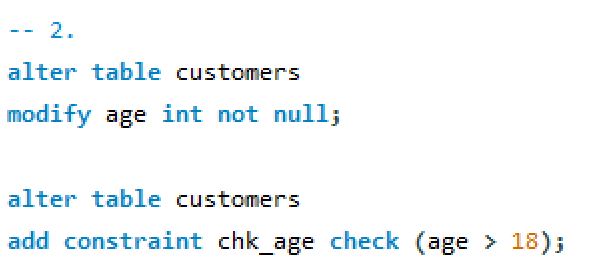 -- 2.
alter table customers
modify age int not null;
alter table customers
add constraint chk_age check (age > 18);